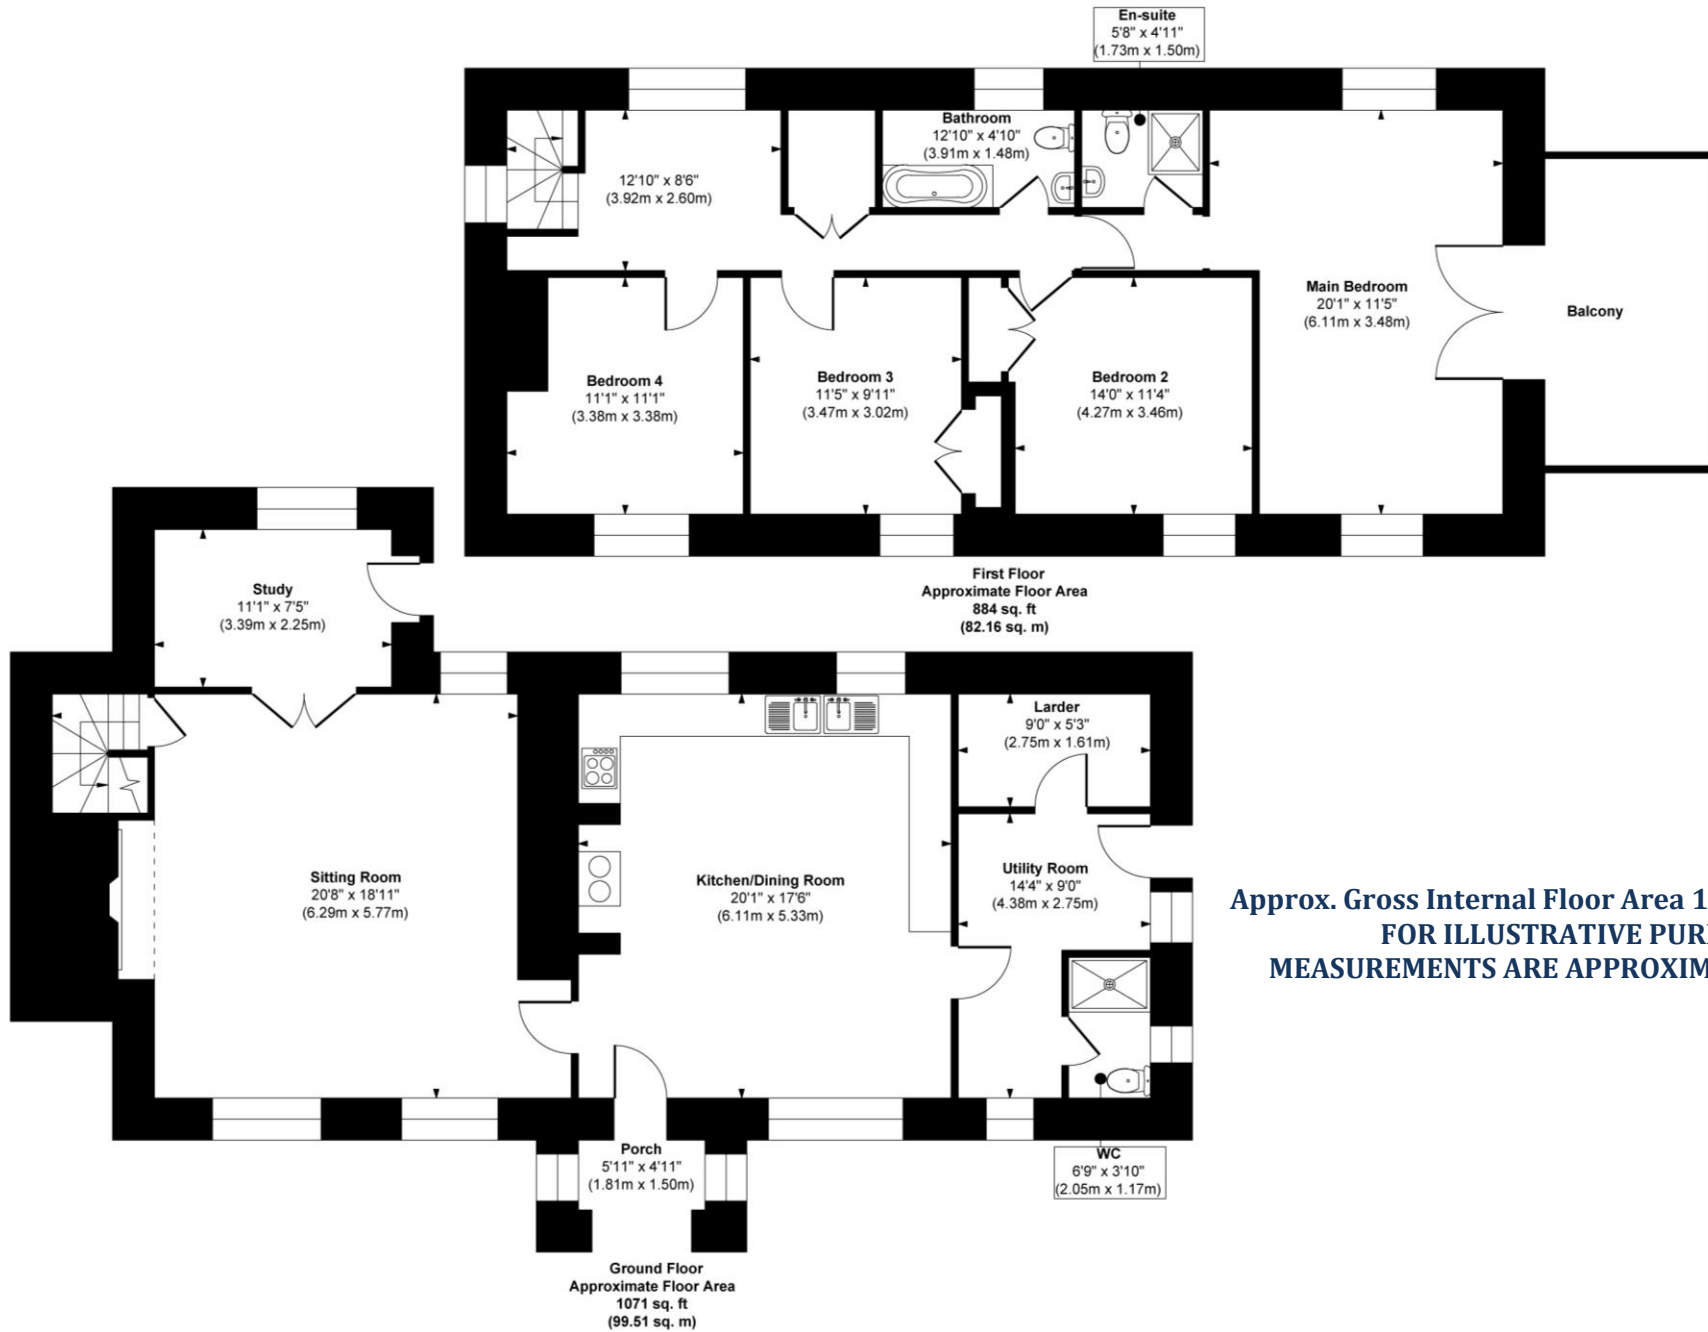 En-suite
5'8" x 4'11"
(1.73m x 1.50m)
Bathroom
12'10" x 4'10"
(3.91m x 1.48m)
12'10" x 8'6"
(3.92m x 2.60m)
Main Bedroom
20'1" x 11'5"
(6.11m x 3.48m)
Balcony
Bedroom 4
11'1" x 11'1"
(3.38m x 3.38m)
Bedroom 3
11'5" x 9'11"
(3.47m x 3.02m)
Bedroom 2
14'0" x 11'4"
(4.27m x 3.46m)
First Floor
Approximate Floor Area
884 sq. ft
(82.16 sq. m)
Study
11'1" x 7'5"
(3.39m x 2.25m)
Larder
9'0" x 5'3"
(2.75m x 1.61m)
Sitting Room
20'8" x 18'11"
(6.29m x 5.77m)
Kitchen/Dining Room
20'1" x 17'6"
(6.11m x 5.33m)
Utility Room
14'4" x 9'0"
(4.38m x 2.75m)
Approx. Gross Internal Floor Area 1
FOR ILLUSTRATIVE
MEASUREMENTS ARE
Porch
5'11" x 4'11"
(1.81m x 1.50m)
WC
6'9" x 3'10"
(2.05m x 1.17m)
Ground Floor
Approximate Floor Area
1071 sq. ft
(99.51 sq. m)